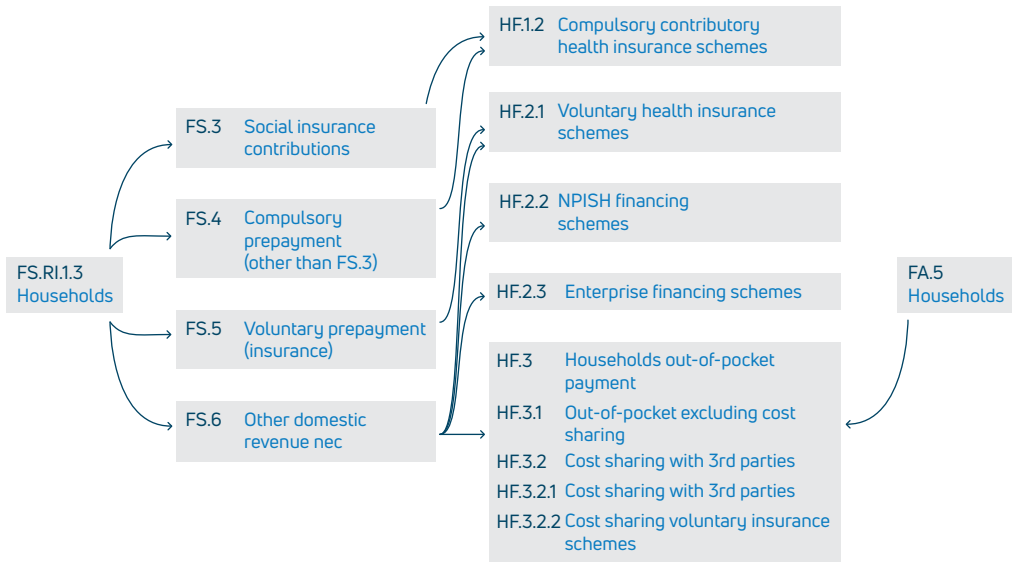 FS.RI.1.3
Households
FS.3 Social insurance
contributions
FS.4 Compulsory
prepayment
(other than FS.3)
FS.5 Voluntary prepayment
(insurance)
FS.6 Other domestic
revenue nec
HF.1.2 Compulsory contributory
health insurance schemes
HF.2.1 Voluntary health insurance
schemes
HF.2.2 NPISH financing
schemes
HF.2.3 Enterprise financing schemes
HF.3 Households out-of-pocket
payment
HF.3.1 Out-of-pocket excluding cost
sharing
HF.3.2 Cost sharing with 3rd parties
HF.3.2.1 Cost sharing with 3rd parties
HF.3.2.2 Cost sharing voluntary insurance
schemes
FA.5
Households